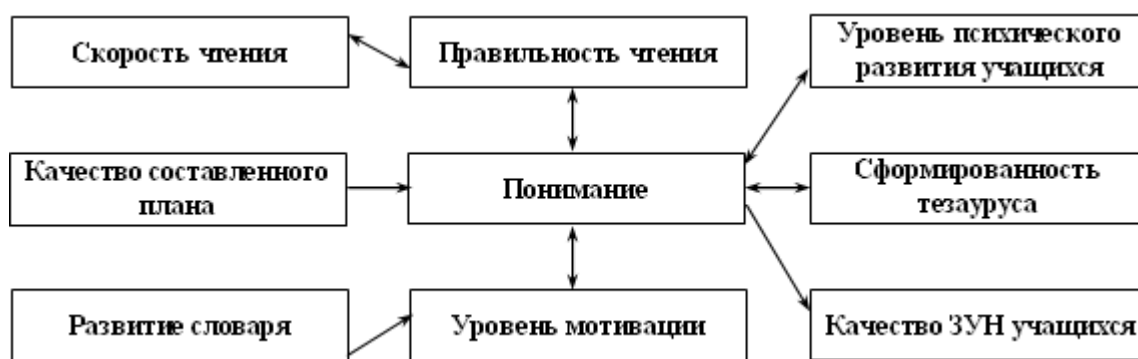 Скорость чтения
Правильность чтения
Уровень психического
развития учащихся
Качество составленного
плана
Понимание
Сформированность
тезауруса
Развитие словаря
Уровень мотивации
Качество ЗУН учащихся